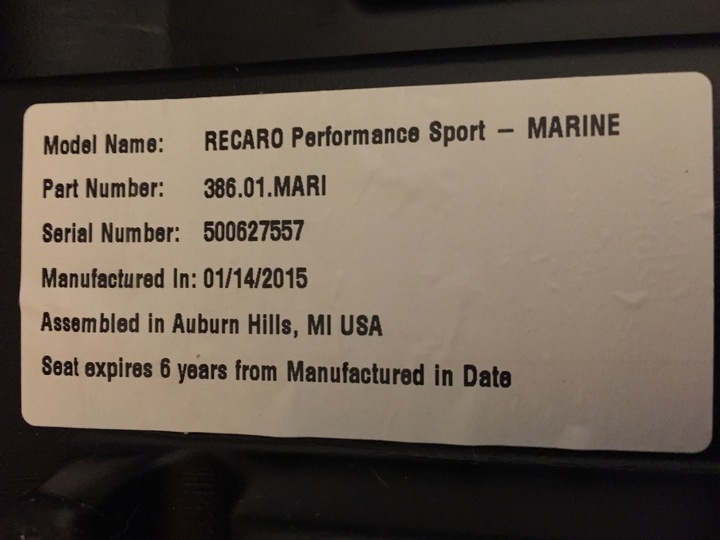 Model Name: RECARO Performance Sport – MARINE
Part Number: 386.01.MARI
Serial Number: 500627557
Manufactured In: 01/14/2015
Assembled in Auburn Hills, MI USA
Seat expires 6 years from Manufactured in Date